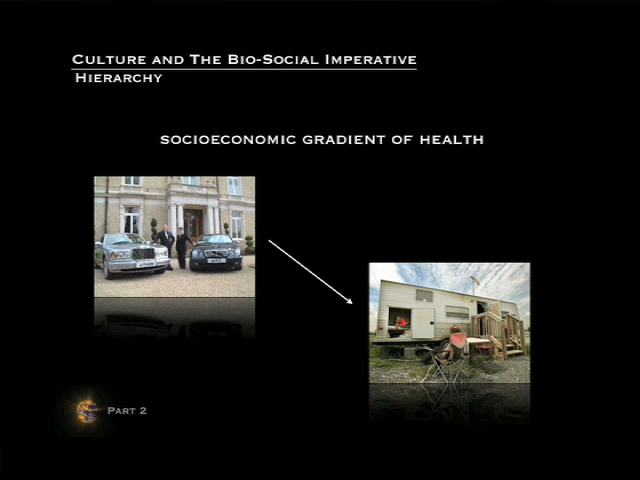 Culture and The Bio-Social Imperative
Hierarchy
SOCIOECONOMIC GRADIENT OF HEALTH
Part 2